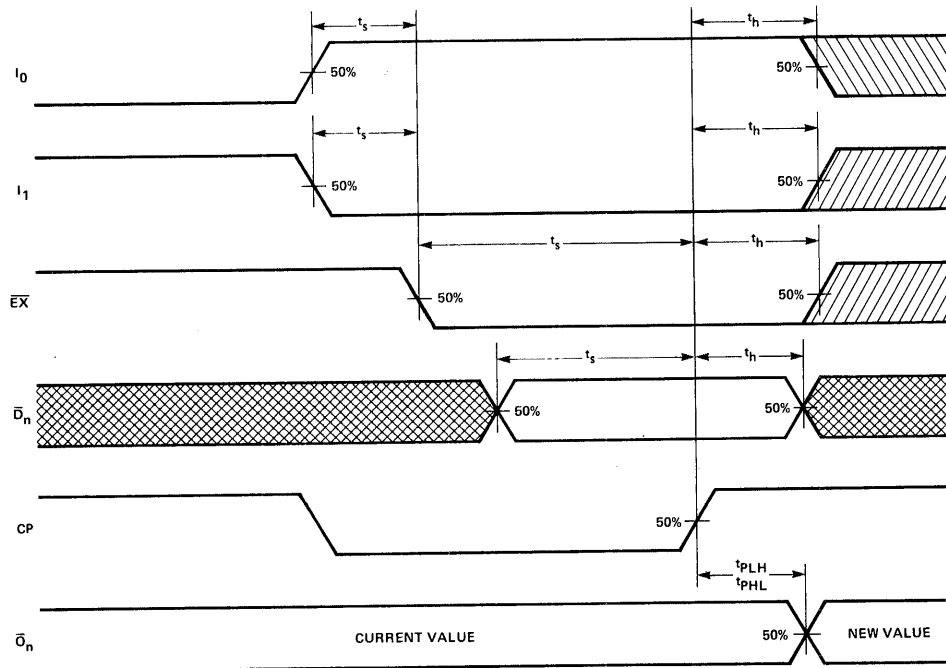 ts th
I0 50% 50%
ts th
I1 50% 50%
ts th
EX 50% 50%
ts th
Dn 50% 50%
CP 50%
tPLH
tPHL
On CURRENT VALUE 50% NEW VALUE